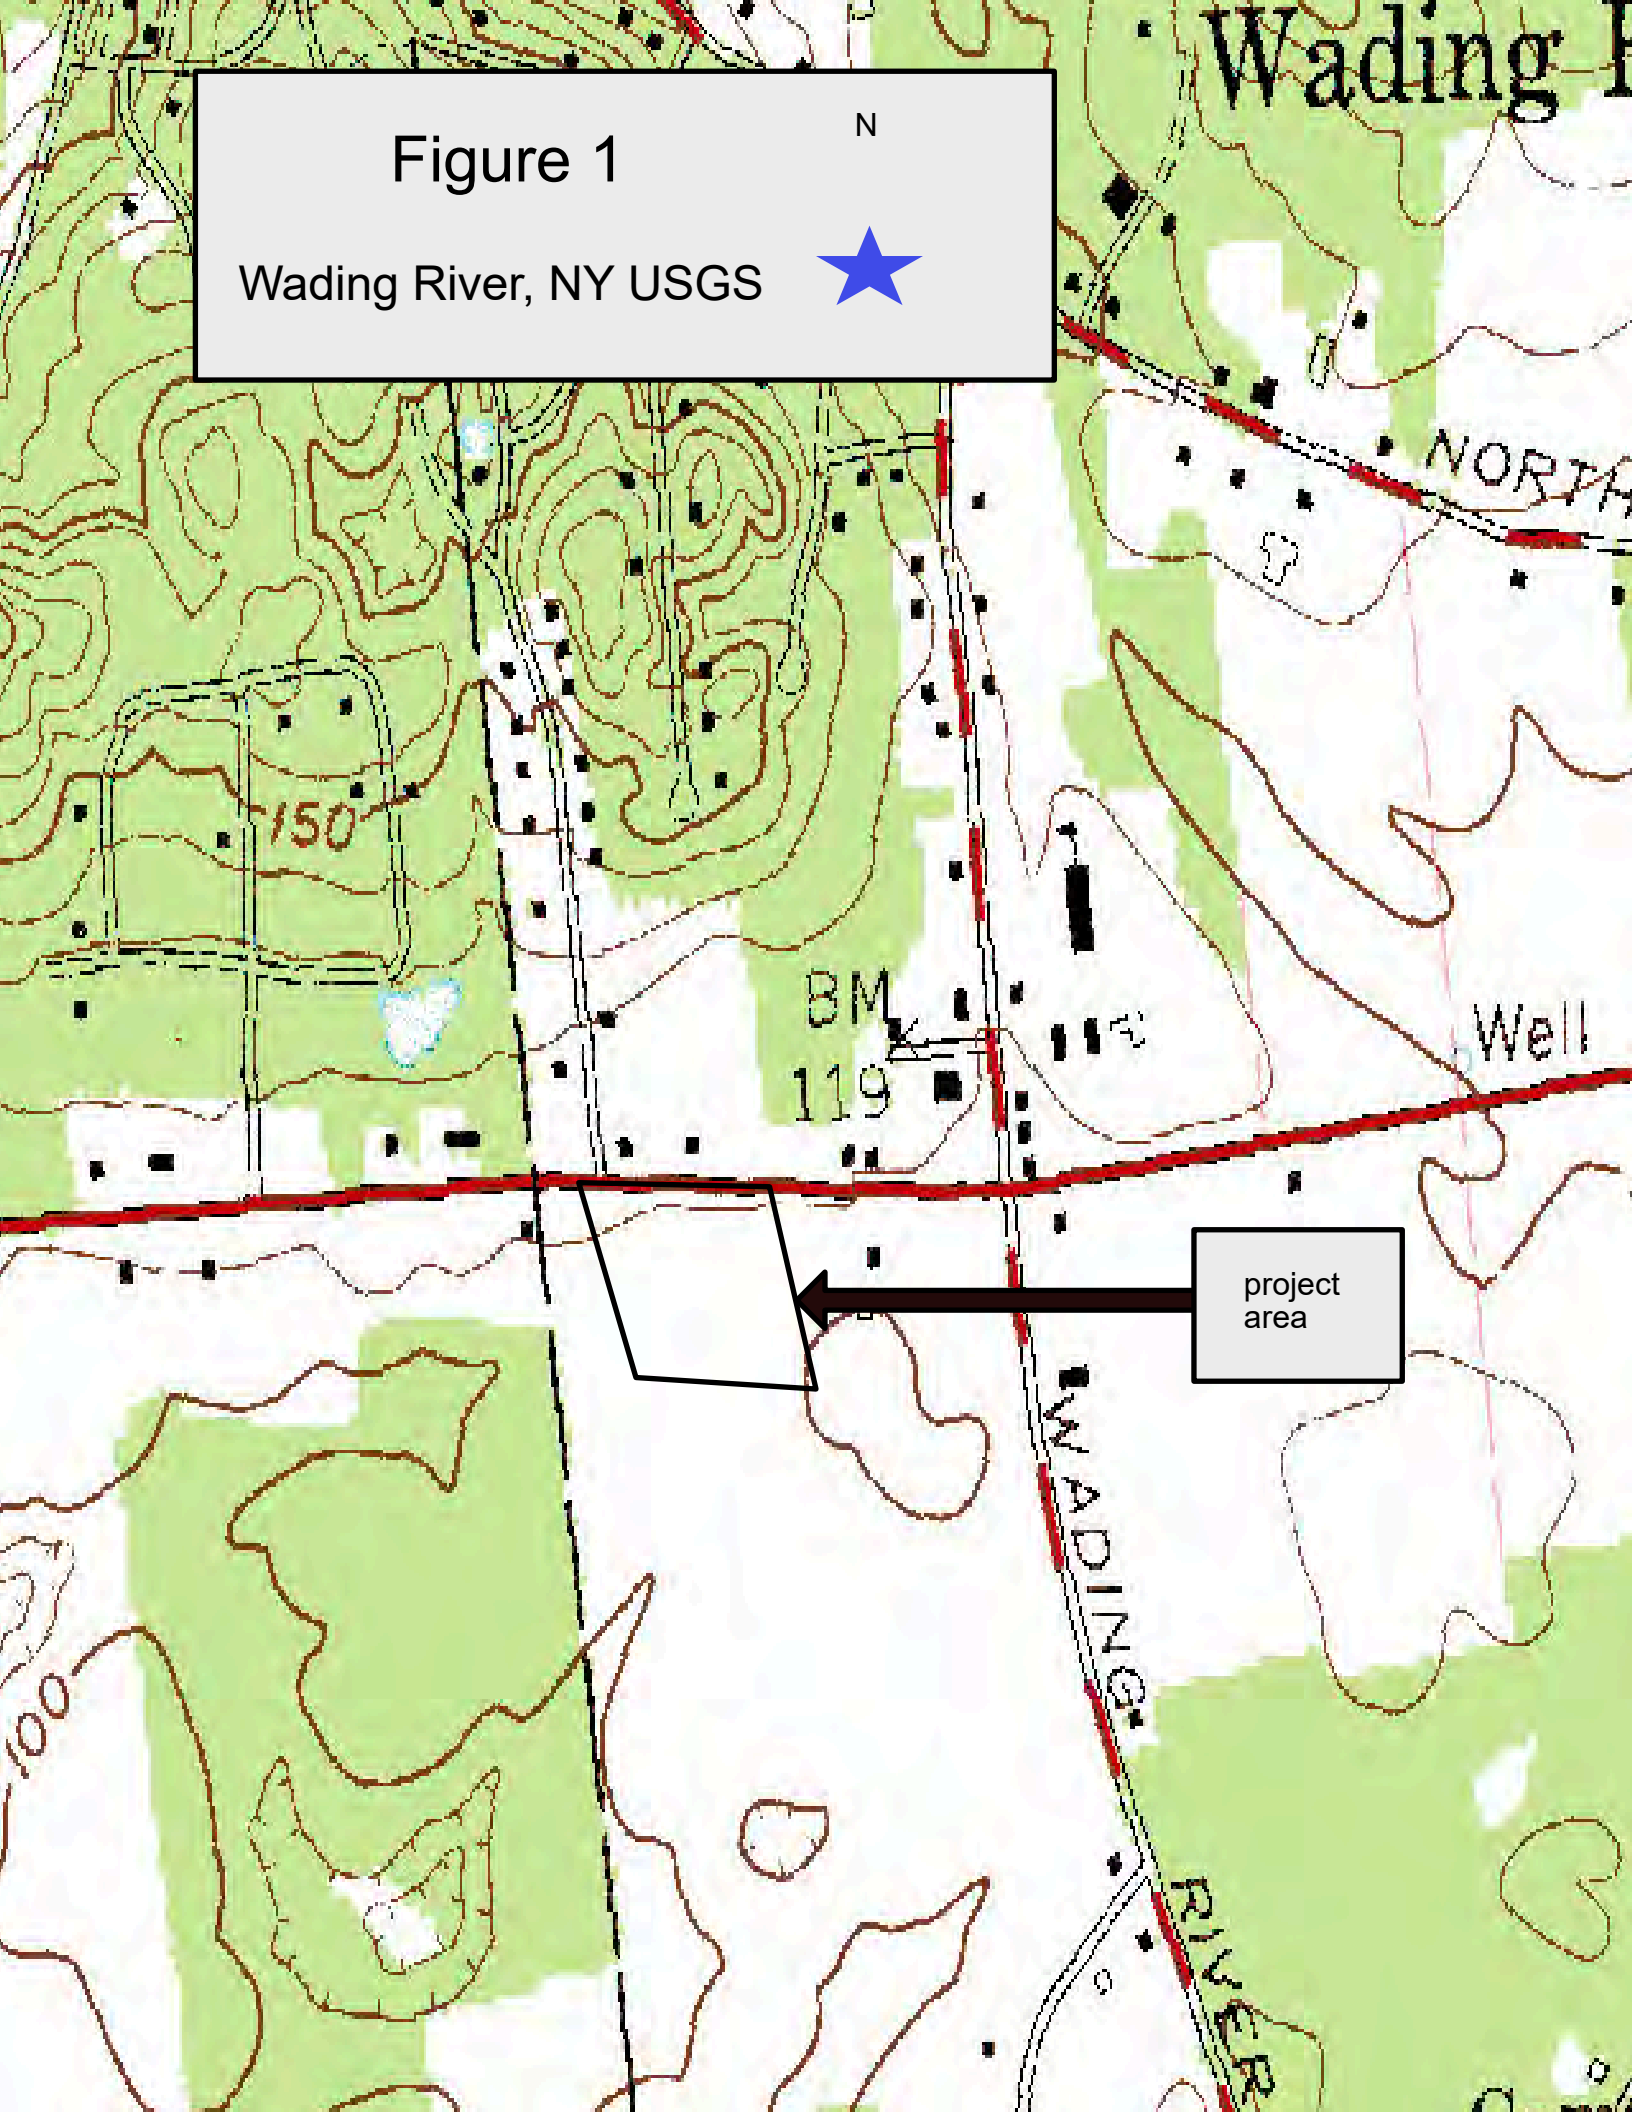 Wading
N
Figure 1
Wading River, NY USGS
NORTH
150
BM
119
Well
project
area
WADING
RIVER
100